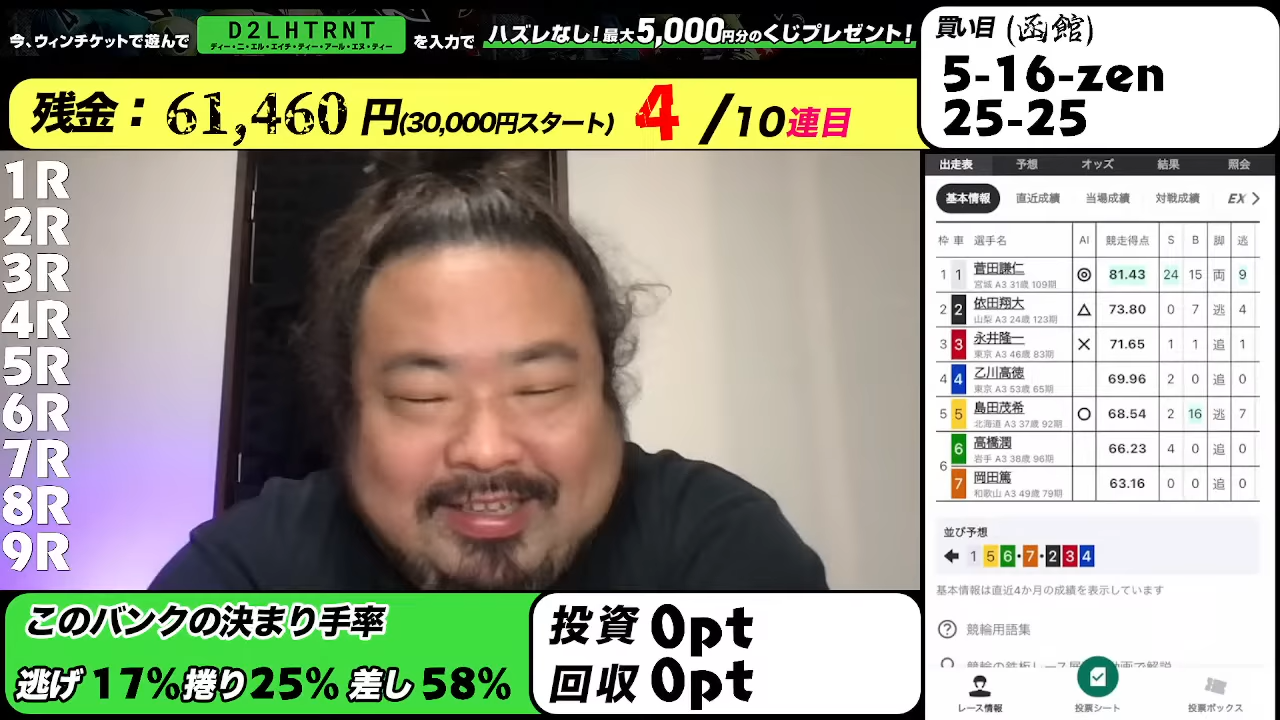 今、ウィンチケットで遊んで D2LHTRNT を入力で ハズレなし!最大5,000円分のくじプレゼント!
ディー・ニ・エル・エイチ・ティー・アール・エヌ・ティー
残金：61,460円(30,000円スタート) 4/10連目
買い目(函館)
5-16-zen
25-25
1R
2R
3R
4R
5R
6R
7R
8R
9R
出走表 予想 オッズ 結果 照会
基本情報 直近成績 当場成績 対戦成績 EX
枠 車 選手名 AI 競走得点 S B 脚 逃
1 1 菅田謙仁 ◎ 81.43 24 15 両 9
宮城 A3 31歳 109期
2 2 依田翔大 △ 73.80 0 7 逃 4
山梨 A3 24歳 123期
3 3 永井隆一 × 71.65 1 1 追 1
東京 A3 46歳 83期
4 4 乙川高徳 69.96 2 0 追 0
東京 A3 53歳 65期
5 5 島田茂希 ○ 68.54 2 16 逃 7
北海道 A3 37歳 92期
6 6 高橋潤 66.23 4 0 追 0
岩手 A3 38歳 96期
7 岡田篤 63.16 0 0 追 0
和歌山 A3 49歳 79期
並び予想
1 5 6・7・2 3 4
基本情報は直近4か月の成績を表示しています
競輪用語集
レース情報 投票シート 投票ボックス
このバンクの決まり手率
逃げ17%捲り25%差し58%
投資 0pt
回収 0pt